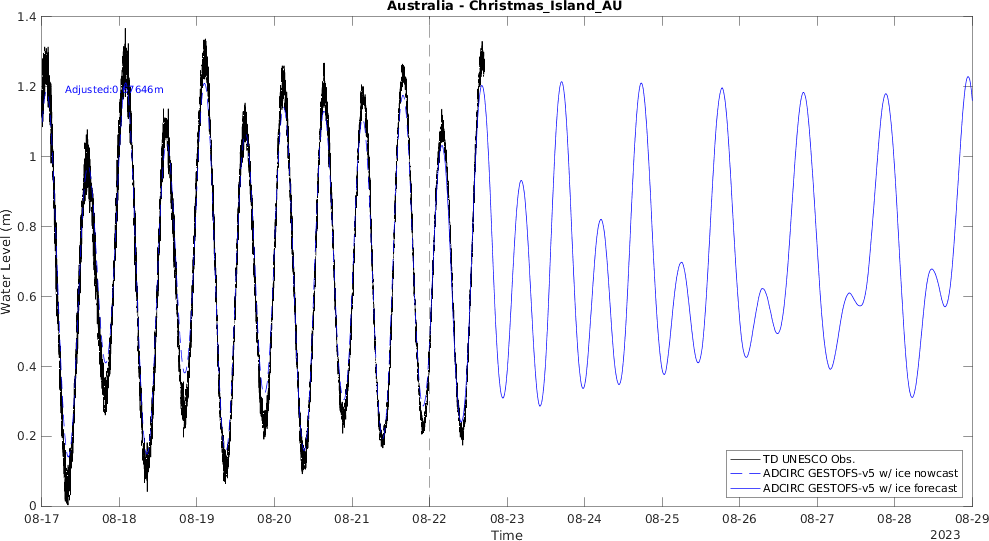 Australia - Christmas_Island_AU
1.4
1.2
1
0.8
0.6
0.4
0.2
0
Water Level (m)
TD UNESCO Obs.
ADCIRC GESTOFS-v5 w/ ice nowcast
ADCIRC GESTOFS-v5 w/ ice forecast
08-17 08-18 08-19 08-20 08-21 08-22 08-23 08-24 08-25 08-26 08-27 08-28 08-29
Time
2023